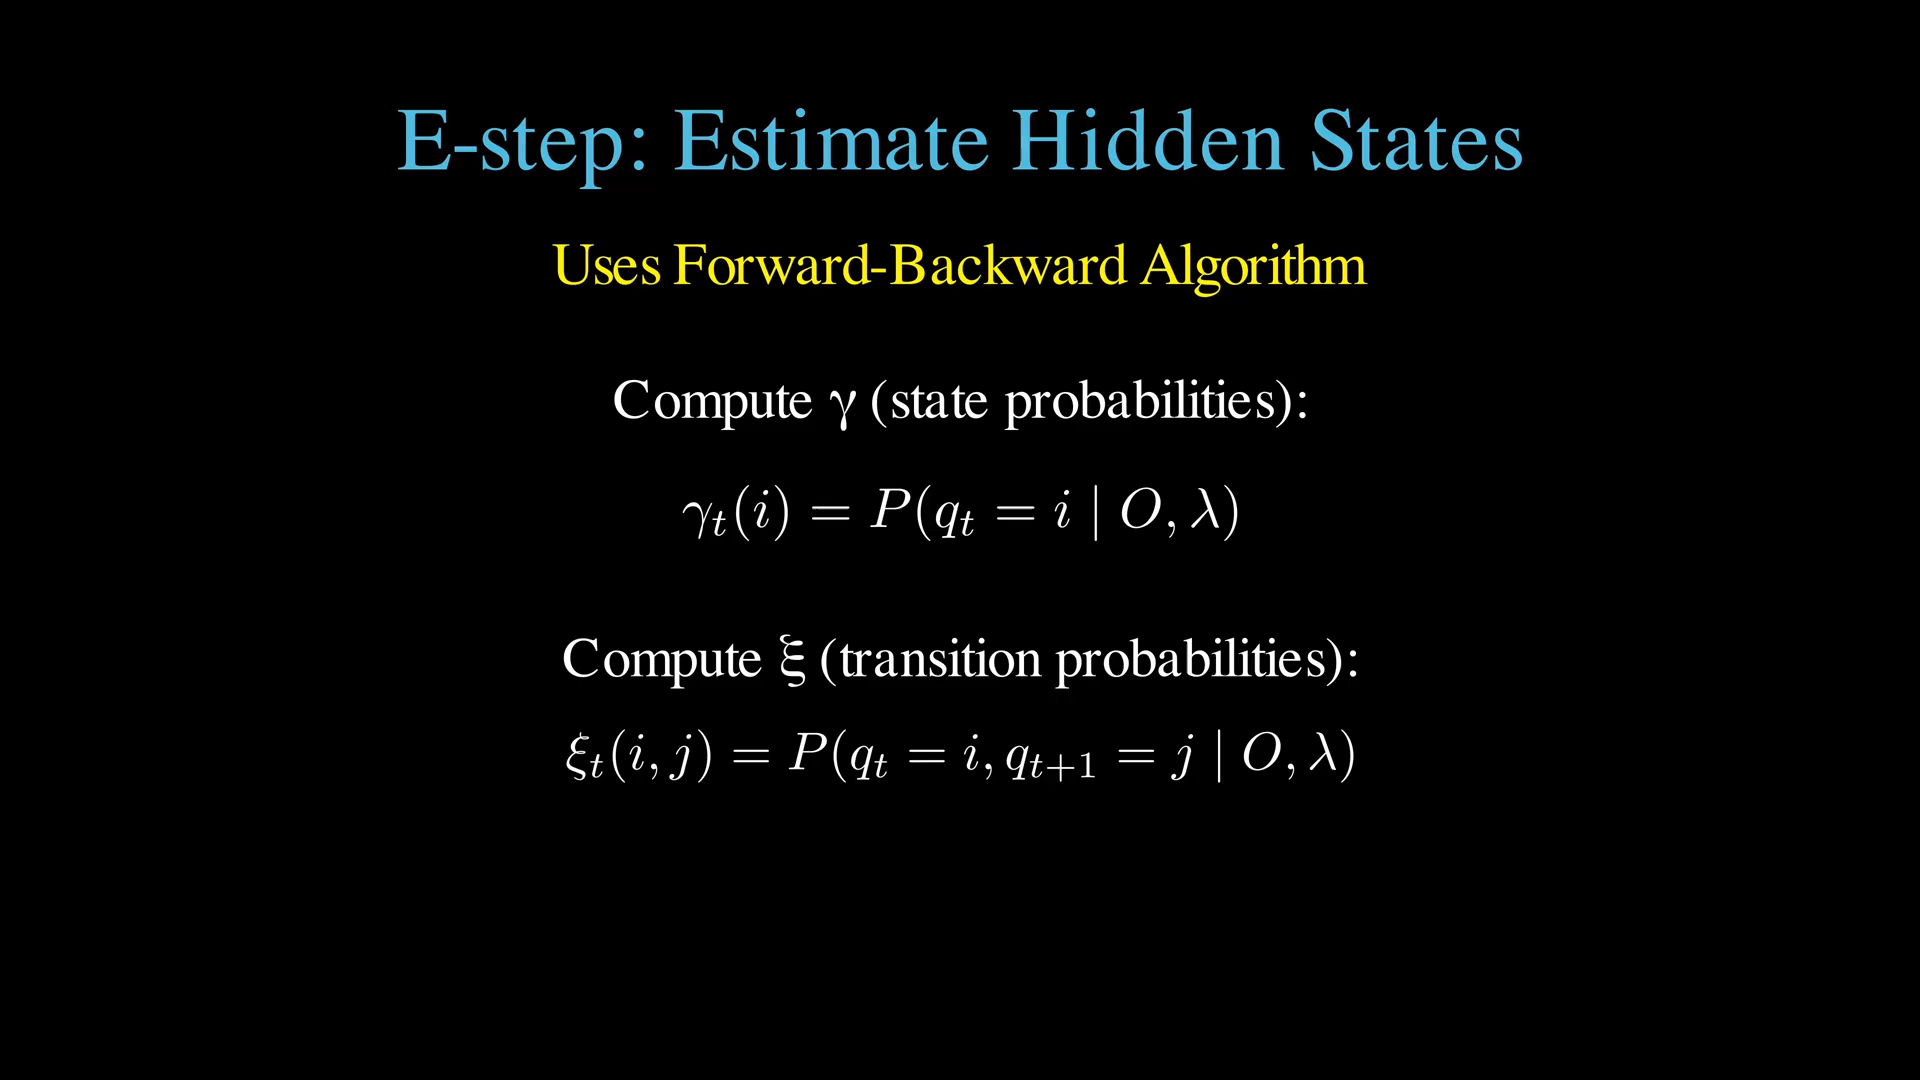 E-step: Estimate Hidden States
Uses Forward-Backward Algorithm
Compute γ (state probabilities):
γ_t(i) = P(q_t = i | O, λ)
Compute ξ (transition probabilities):
ξ_t(i, j) = P(q_t = i, q_{t+1} = j | O, λ)